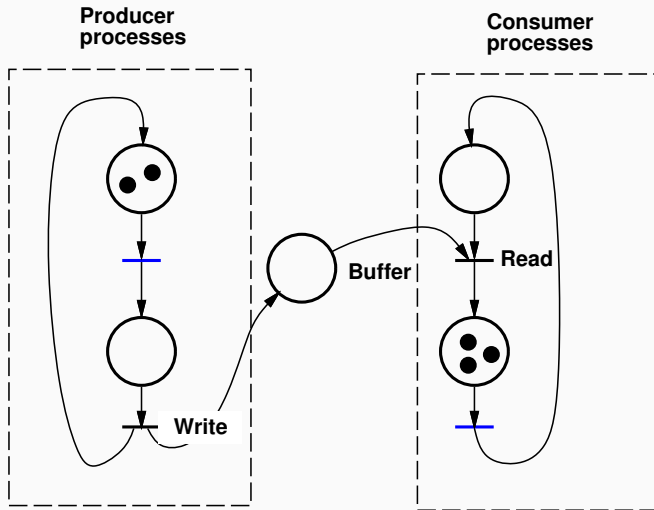 Producer
processes
Consumer
processes
Buffer
Read
Write